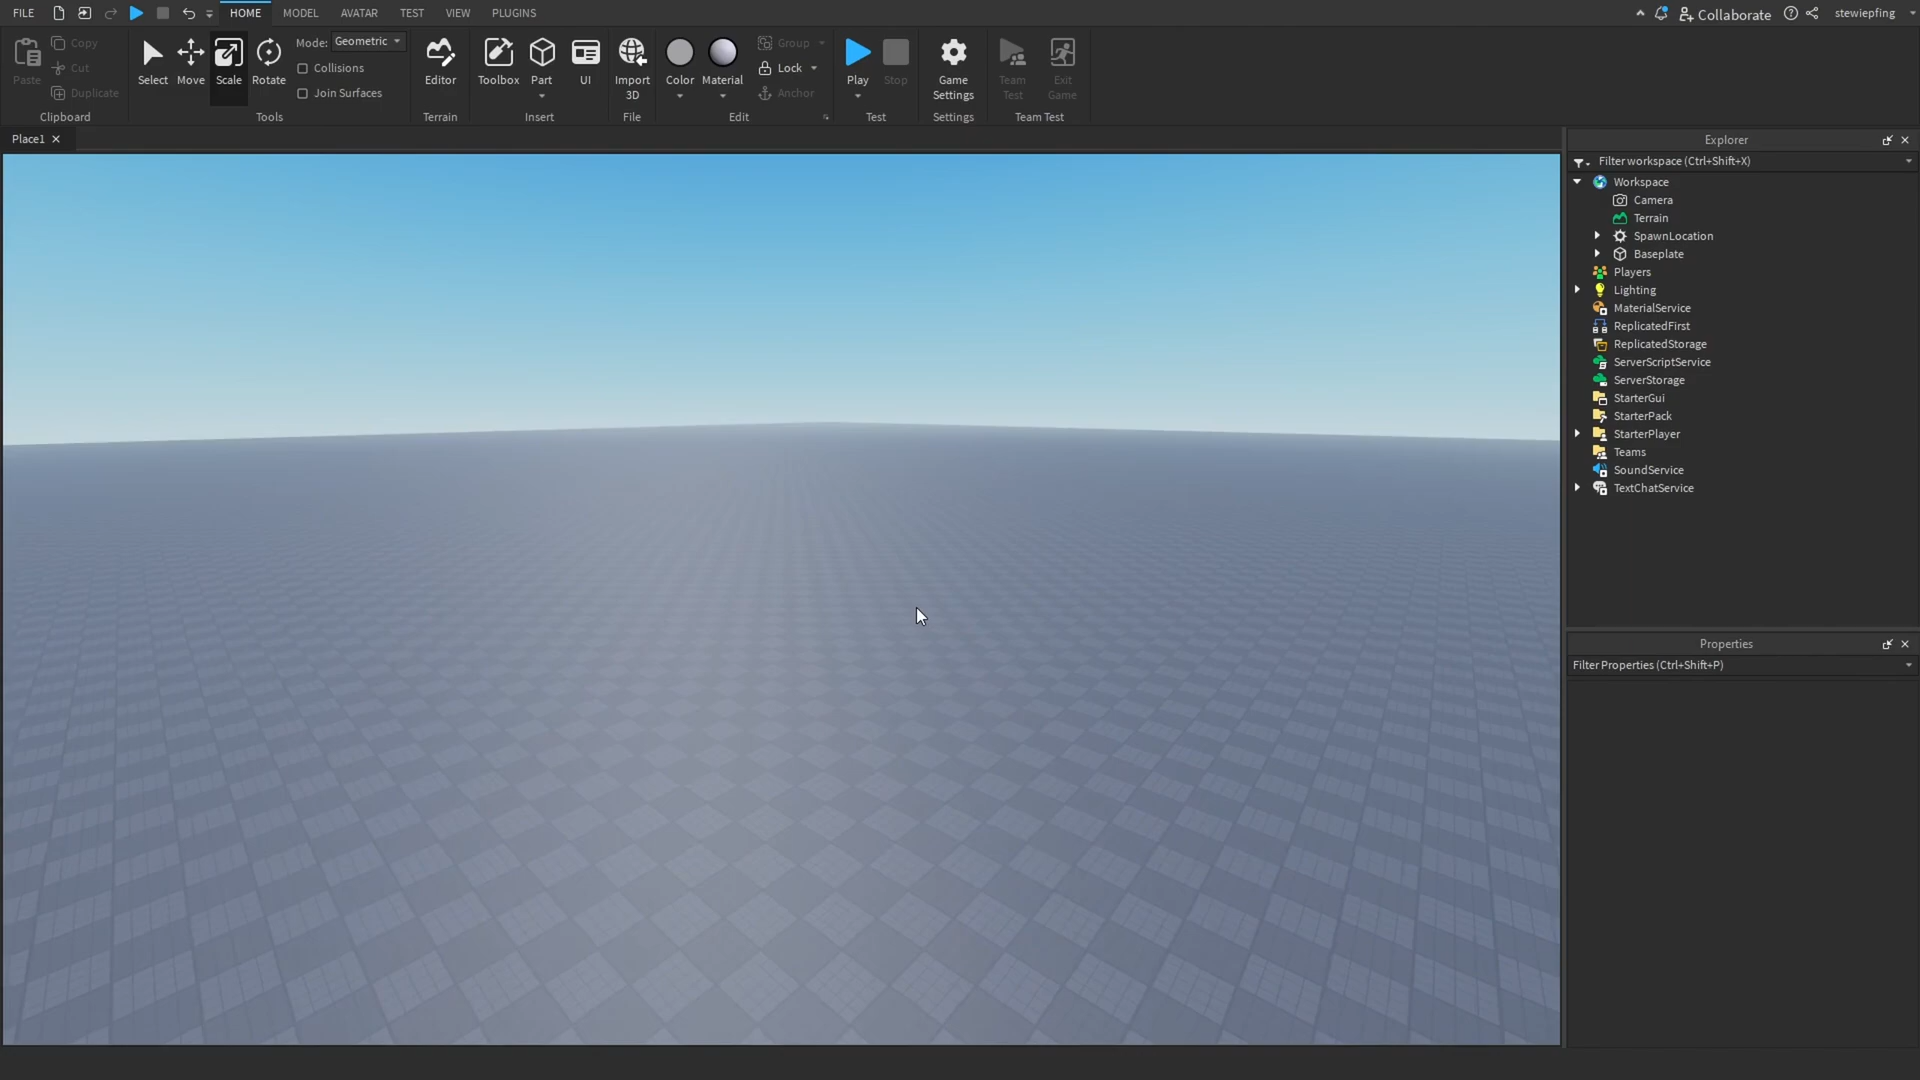 FILE HOME MODEL AVATAR TEST VIEW PLUGINS Collaborate stewiepfing
Paste Copy Cut Duplicate
Clipboard
Select Move Scale Rotate
Mode: Geometric
Collisions
Join Surfaces
Tools
Editor
Terrain
Toolbox Part UI
Insert
Import
3D
File
Color Material
Group
Lock
Anchor
Edit
Play Stop
Test
Game
Settings
Settings
Team
Test
Exit
Game
Team Test
Place1
Explorer
Filter workspace (Ctrl+Shift+X)
Workspace
Camera
Terrain
SpawnLocation
Baseplate
Players
Lighting
MaterialService
ReplicatedFirst
ReplicatedStorage
ServerScriptService
ServerStorage
StarterGui
StarterPack
StarterPlayer
Teams
SoundService
TextChatService
Properties
Filter Properties (Ctrl+Shift+P)